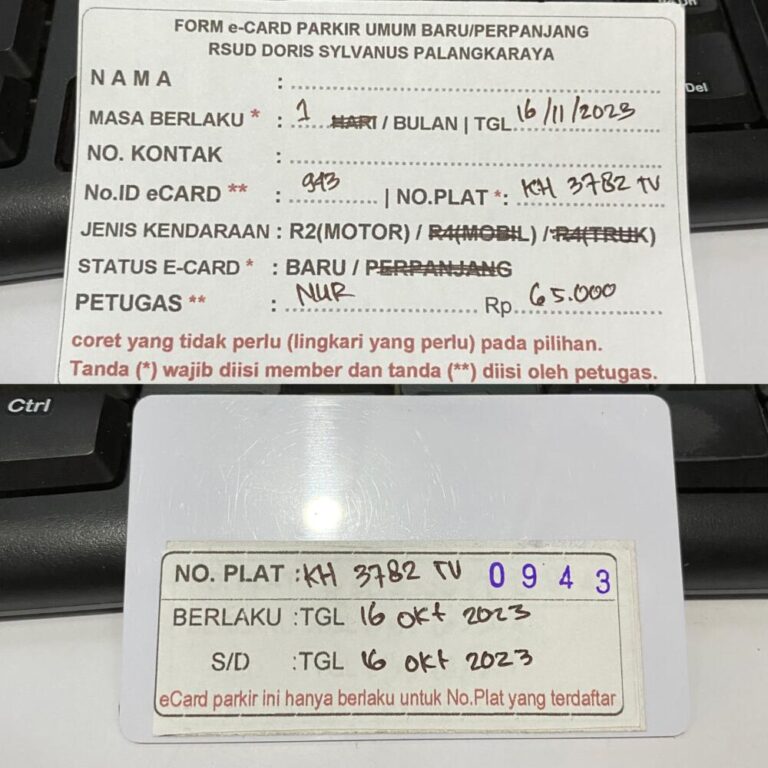 FORM e-CARD PARKIR UMUM BARU/PERPANJANG
RSUD DORIS SYLVANUS PALANGKARAYA
NAMA :
MASA BERLAKU * : 1 HARI / BULAN | TGL. 16/11/2023
NO. KONTAK :
No.ID eCARD ** : 943 | NO.PLAT *: KH 3782 TV
JENIS KENDARAAN : R2(MOTOR) / R4(MOBIL) / R4(TRUK)
STATUS E-CARD * : BARU / PERPANJANG
PETUGAS ** : NUR Rp. 65.000
coret yang tidak perlu (lingkari yang perlu) pada pilihan.
Tanda (*) wajib diisi member dan tanda (**) diisi oleh petugas.
Del
Ctrl
NO. PLAT : KH 3782 TV 0943
BERLAKU : TGL 16 OKT 2023
S/D : TGL 16 OKT 2023
eCard parkir ini hanya berlaku untuk No.Plat yang terdaftar